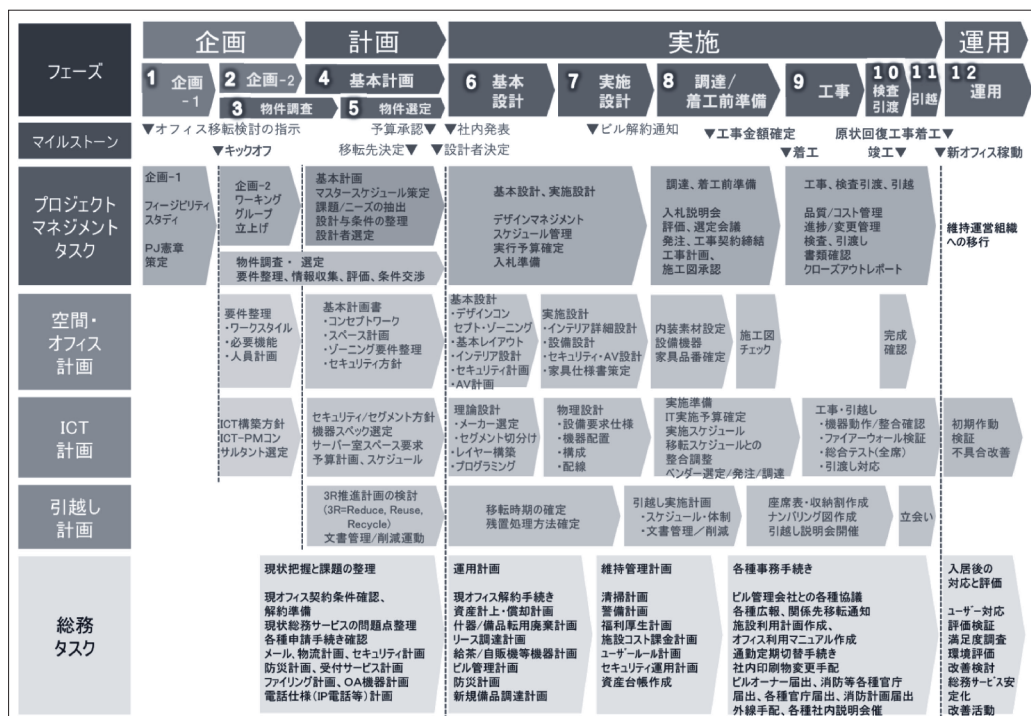 フェーズ
企画
計画
実施
運用
1 企画
-1
2 企画-2
3 物件調査
4 基本計画
5 物件選定
6 基本
設計
7 実施
設計
8 調達/
着工前準備
9 工事
10
検査
引渡
11
引越
12
運用
マイルストーン
▼オフィス移転検討の指示
予算承認▼
▼社内発表
▼ビル解約通知
▼工事金額確定
原状回復工事着工▼
▼キックオフ
移転先決定▼
▼設計者決定
▼着工
竣工▼
▼新オフィス稼動
プロジェクト
マネジメント
タスク
企画-1
フィージビリティ
スタディ
PJ憲章
策定
企画-2
ワーキング
グループ
立上げ
基本計画
マスタースケジュール策定
課題/ニーズの抽出
設計与条件の整理
設計者選定
物件調査・ 選定
要件整理、情報収集、評価、条件交渉
基本設計、実施設計
デザインマネジメント
スケジュール管理
実行予算確定
入札準備
調達、着工前準備
入札説明会
評価、選定会議
発注、工事契約締結
工事計画、
施工図承認
工事、検査引渡、引越
品質/コスト管理
進捗/変更管理
検査、引渡し
書類確認
クローズアウトレポート
維持運営組織
への移行
空間・
オフィス
計画
要件整理
・ワークスタイル
・必要機能
・人員計画
基本計画書
・コンセプトワーク
・スペース計画
・ゾーニング要件整理
・セキュリティ方針
基本設計
・デザインコン
セプト・ゾーニング
・基本レイアウト
・インテリア設計
・セキュリティ計画
・AV計画
実施設計
・インテリア詳細設計
・設備設計
・セキュリティ・AV設計
・家具仕様書策定
内装素材設定
設備機器
家具品番確定
施工図
チェック
完成
確認
ICT
計画
ICT構築方針
ICT-PMコン
サルタント選定
セキュリティ/セグメント方針
機器スペック選定
サーバー室スペース要求
予算計画、スケジュール
理論設計
・メーカー選定
・セグメント切分け
・レイヤー構築
・プログラミング
物理設計
・設備要求仕様
・機器配置
・構成
・配線
実施準備
IT実施予算確定
実施スケジュール
移転スケジュールとの
整合調整
ベンダー選定/発注/調達
工事・引越し
・機器動作/整合確認
・ファイアーウォール検証
・総合テスト(全席)
・引渡し対応
初期作動
検証
不具合改善
引越し
計画
3R推進計画の検討
(3R=Reduce, Reuse,
Recycle)
文書管理/削減運動
移転時期の確定
残置処理方法確定
引越し実施計画
・スケジュール・体制
・文書管理/削減
座席表・収納割作成
ナンバリング図作成
引越し説明会開催
立会い
総務
タスク
現状把握と課題の整理
現オフィス契約条件確認、
解約準備
現状総務サービスの問題点整理
各種申請手続き確認
メール、物流計画、セキュリティ計画
防災計画、受付サービス計画
ファイリング計画、OA機器計画
電話仕様(IP電話等)計画
運用計画
現オフィス解約手続き
資産計上・償却計画
什器/備品転用廃棄計画
リース調達計画
給茶/自販機等機器計画
ビル管理計画
防災計画
新規備品調達計画
維持管理計画
清掃計画
警備計画
福利厚生計画
施設コスト課金計画
ユーザールール計画
セキュリティ運用計画
資産台帳作成
各種事務手続き
ビル管理会社との各種協議
各種広報、関係先移転通知
施設利用計画作成、
オフィス利用マニュアル作成
通勤定期切替手続き
社内印刷物変更手配
ビルオーナー届出、消防等各種官庁
届出、各種官庁届出、消防計画届出
外線手配、各種社内説明会催
入居後の
対応と評価
ユーザー対応
評価検証
満足度調査
環境評価
改善検討
総務サービス安
定化
改善活動